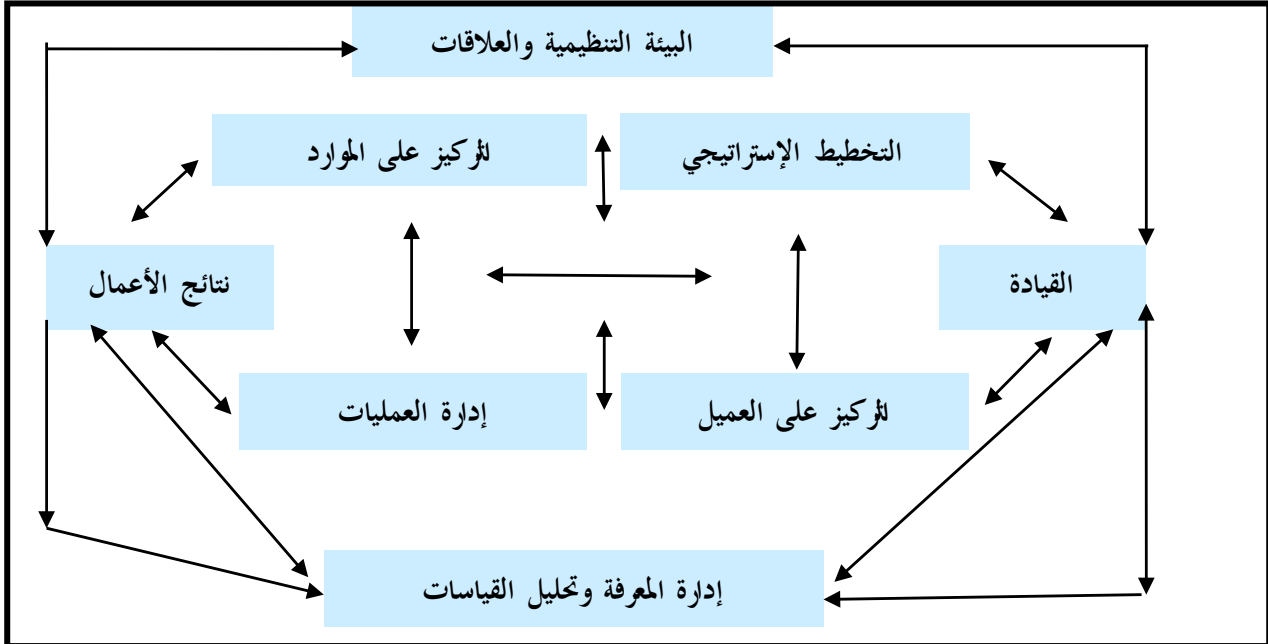 البيئة التنظيمية والعلاقات
التخطيط الإستراتيجي
لتركيز على الموارد
القيادة
نتائج الأعمال
لتركيز على العميل
إدارة العمليات
إدارة المعرفة وتحليل القياسات